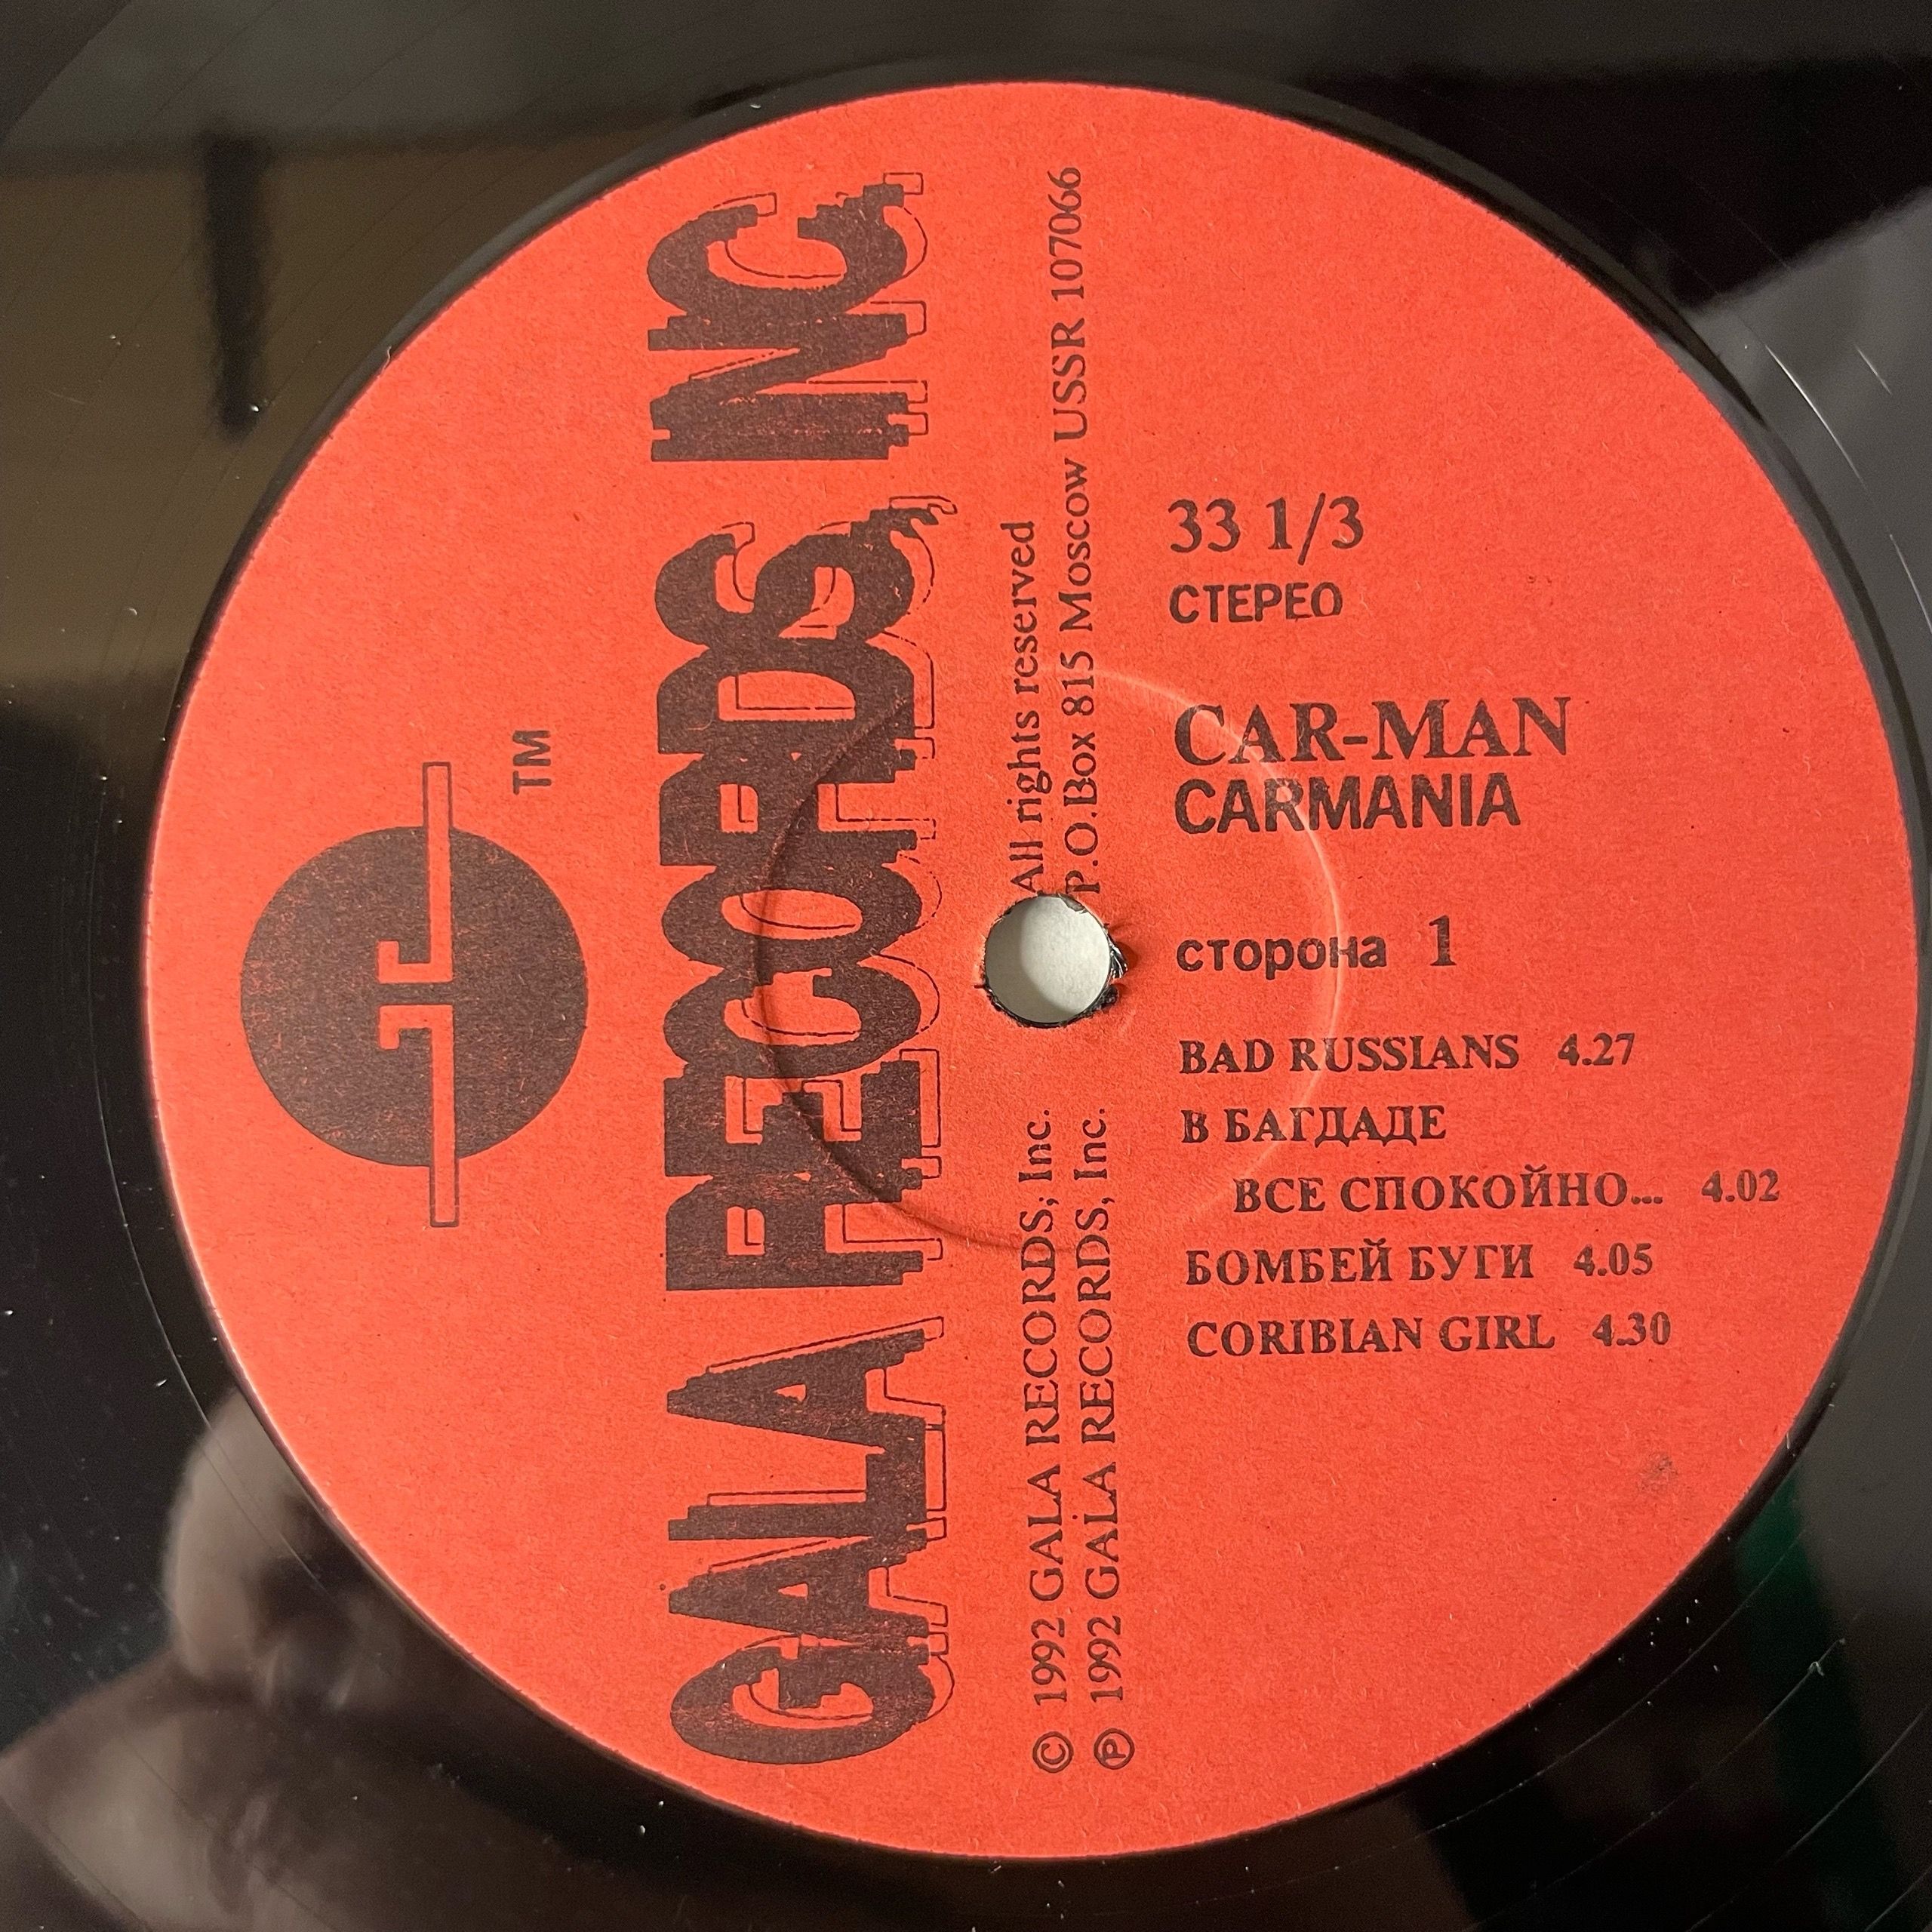 TM
GALA RECORDS, INC.
All rights reserved
P.O.Box 815 Moscow USSR 107066
© 1992 GALA RECORDS, Inc.
℗ 1992 GALA RECORDS, Inc.
33 1/3
СТЕРЕО
CAR-MAN
CARMANIA
сторона 1
BAD RUSSIANS 4.27
В БАГДАДЕ
ВСЕ СПОКОЙНО... 4.02
БОМБЕЙ БУГИ 4.05
CORIBIAN GIRL 4.30